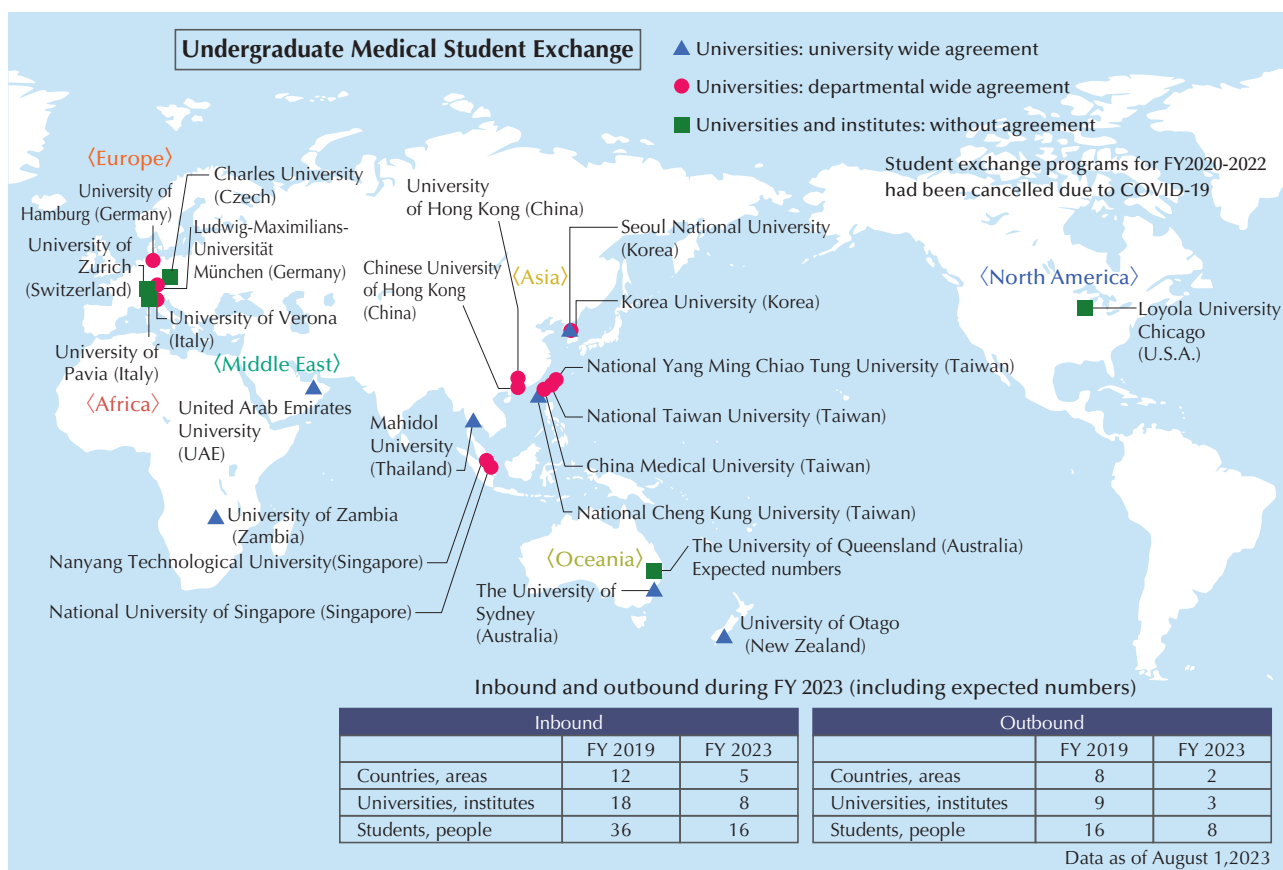 Undergraduate Medical Student Exchange
Universities: university wide agreement
Universities: departmental wide agreement
Universities and institutes: without agreement
Student exchange programs for FY2020-2022
had been cancelled due to COVID-19
〈Europe〉
University of
Hamburg (Germany)
Charles University
(Czech)
Ludwig-Maximilians-
Universität
München (Germany)
University of
Zurich
(Switzerland)
University of Verona
(Italy)
University of
Pavia (Italy)
〈Middle East〉
〈Africa〉
United Arab Emirates
University
(UAE)
University of Zambia
(Zambia)
University
of Hong Kong (China)
Chinese University
of Hong Kong
(China)
〈Asia〉
Seoul National University
(Korea)
Korea University (Korea)
National Yang Ming Chiao Tung University (Taiwan)
National Taiwan University (Taiwan)
China Medical University (Taiwan)
National Cheng Kung University (Taiwan)
Mahidol
University
(Thailand)
Nanyang Technological University(Singapore)
National University of Singapore (Singapore)
〈Oceania〉
The University of Queensland (Australia)
Expected numbers
The University of
Sydney
(Australia)
University of Otago
(New Zealand)
〈North America〉
Loyola University
Chicago
(U.S.A.)
Inbound and outbound during FY 2023 (including expected numbers)
Inbound
FY 2019 FY 2023
Countries, areas 12 5
Universities, institutes 18 8
Students, people 36 16
Outbound
FY 2019 FY 2023
Countries, areas 8 2
Universities, institutes 9 3
Students, people 16 8
Data as of August 1,2023